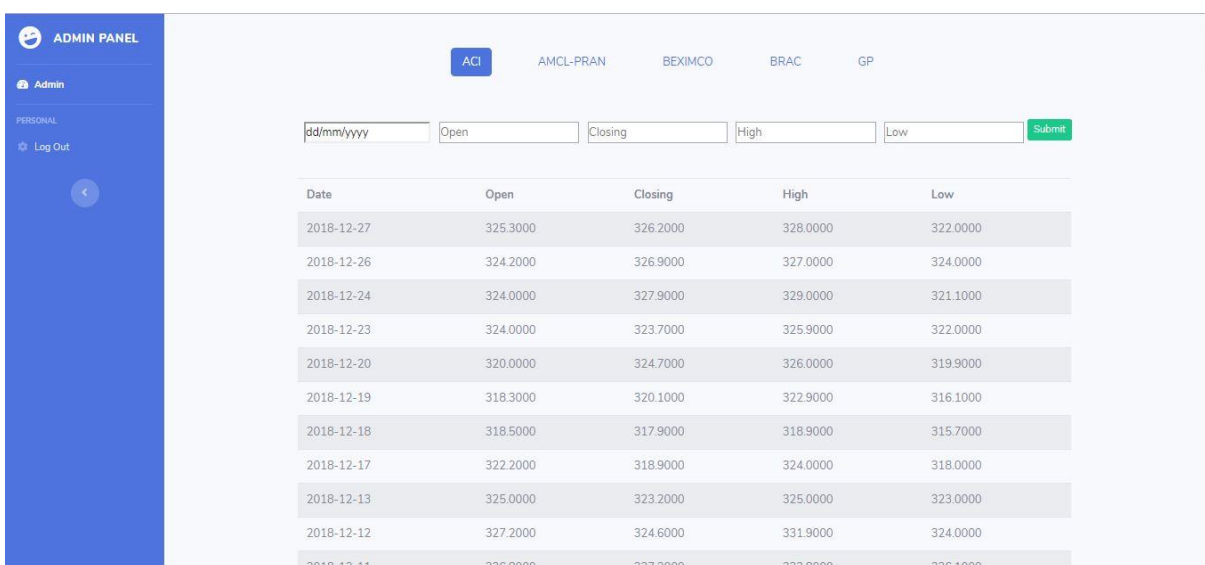 ADMIN PANEL
Admin
PERSONAL
Log Out
ACI AMCL-PRAN BEXIMCO BRAC GP
dd/mm/yyyy Open Closing High Low Submit
Date Open Closing High Low
2018-12-27 325.3000 326.2000 328.0000 322.0000
2018-12-26 324.2000 326.9000 327.0000 324.0000
2018-12-24 324.0000 327.9000 329.0000 321.1000
2018-12-23 324.0000 323.7000 325.9000 322.0000
2018-12-20 320.0000 324.7000 326.0000 319.9000
2018-12-19 318.3000 320.1000 322.9000 316.1000
2018-12-18 318.5000 317.9000 318.9000 315.7000
2018-12-17 322.2000 318.9000 324.0000 318.0000
2018-12-13 325.0000 323.2000 325.0000 323.0000
2018-12-12 327.2000 324.6000 331.9000 324.0000